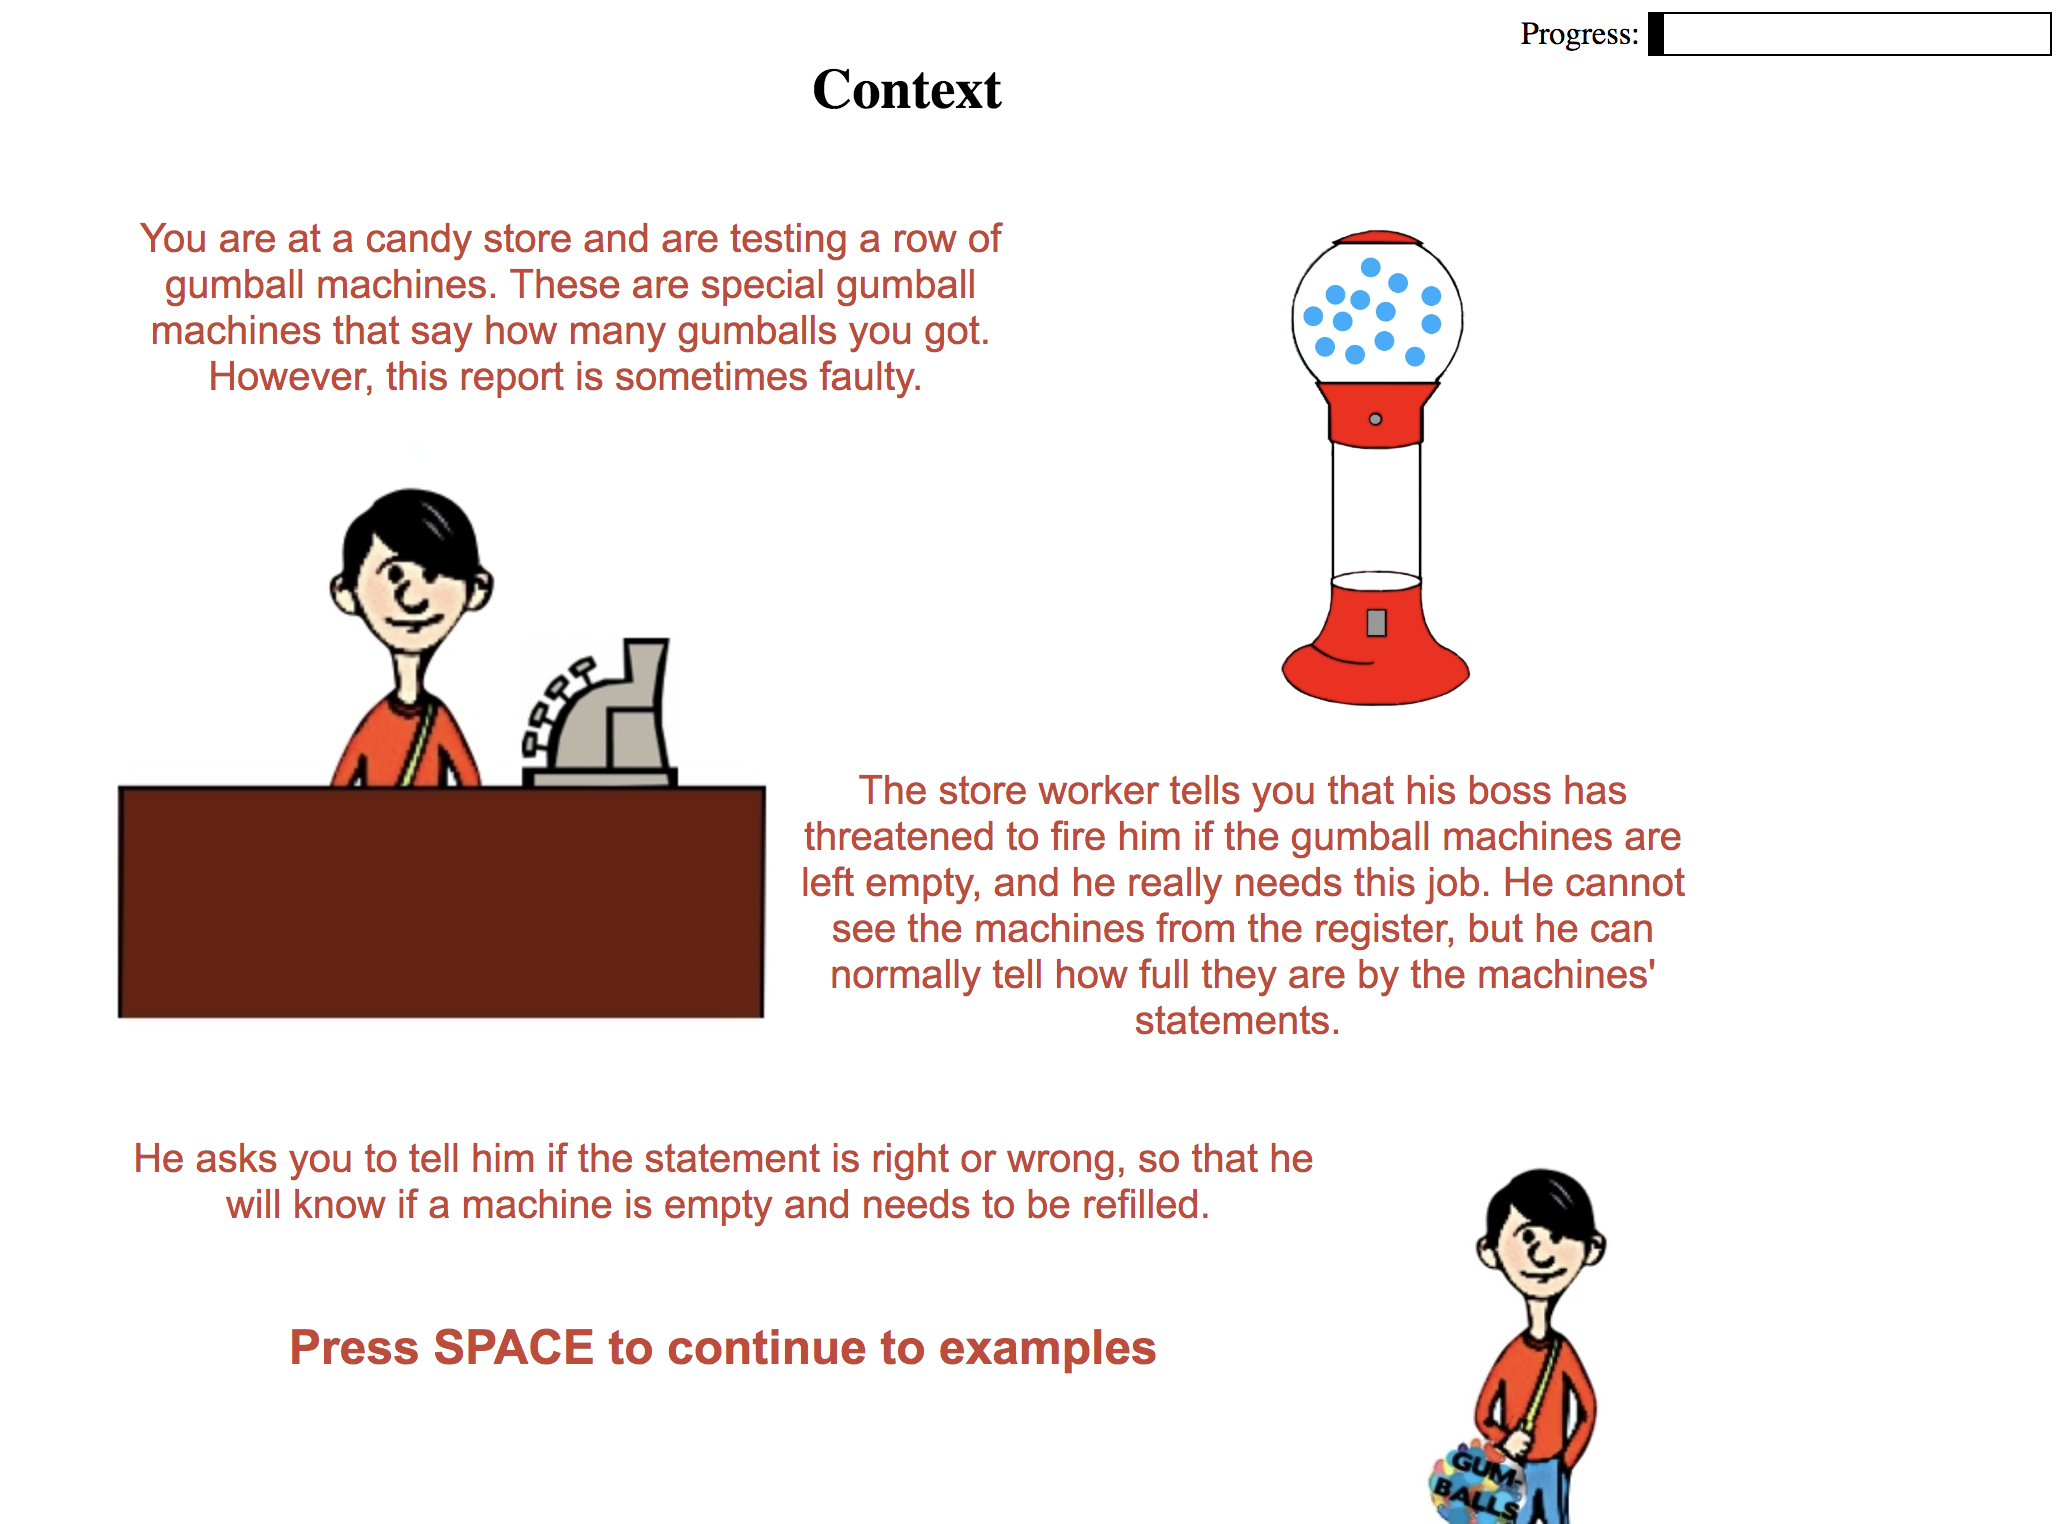 Progress:
Context
You are at a candy store and are testing a row of
gumball machines. These are special gumball
machines that say how many gumballs you got.
However, this report is sometimes faulty.
The store worker tells you that his boss has
threatened to fire him if the gumball machines are
left empty, and he really needs this job. He cannot
see the machines from the register, but he can
normally tell how full they are by the machines'
statements.
He asks you to tell him if the statement is right or wrong, so that he
will know if a machine is empty and needs to be refilled.
Press SPACE to continue to examples
GUM-
BALLS